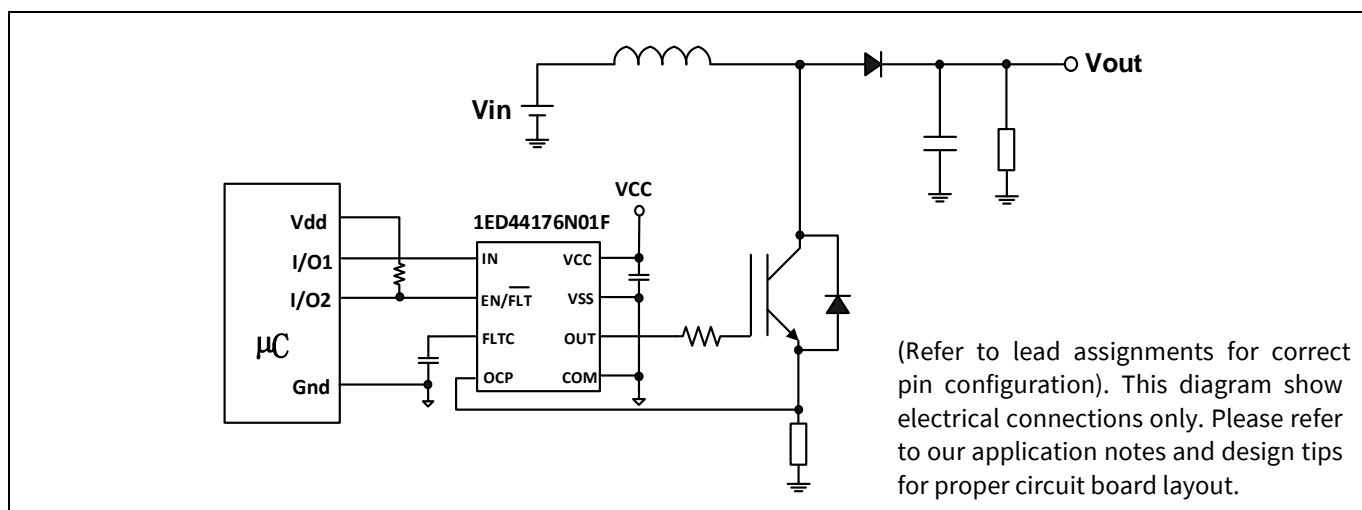 Vout
Vin
VCC
1ED44176N01F
Vdd
I/O1
I/O2
μC
Gnd
IN
EN/FLT
FLTC
OCP
VCC
VSS
OUT
COM
(Refer to lead assignments for correct
pin configuration). This diagram show
electrical connections only. Please refer
to our application notes and design tips
for proper circuit board layout.